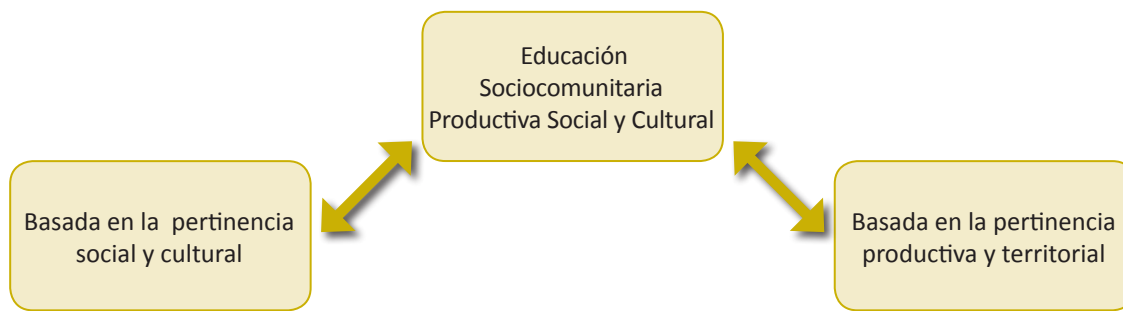 Educación
Sociocomunitaria
Productiva Social y Cultural
Basada en la pertinencia
social y cultural
Basada en la pertinencia
productiva y territorial